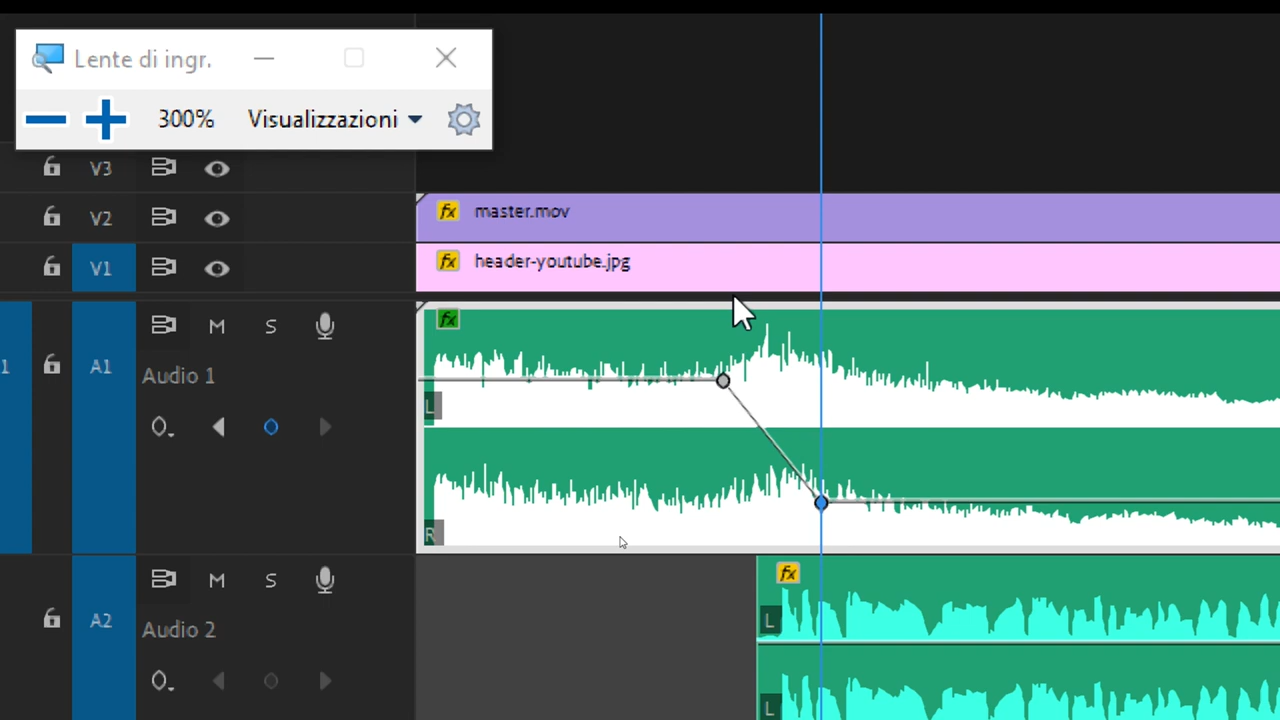 Lente di ingr.
300% Visualizzazioni
V3
V2
fx master.mov
V1
fx header-youtube.jpg
fx
M S
1 A1
Audio 1
L
R
fx
M S
A2
Audio 2
L
L